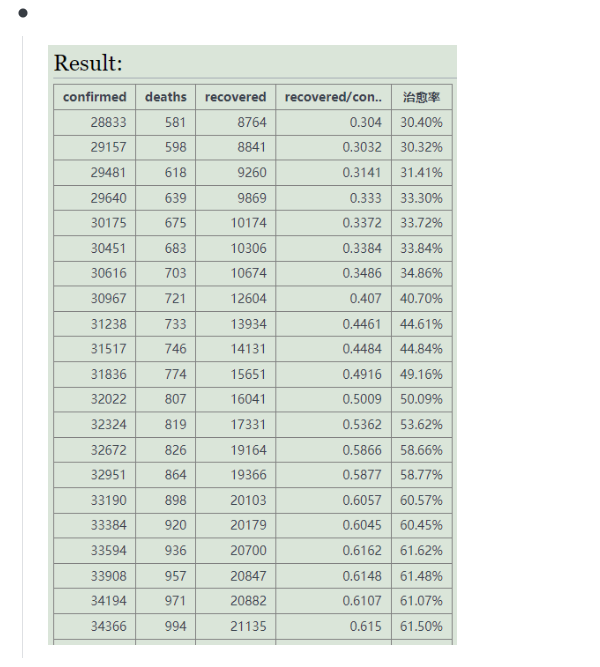 Result:
confirmed deaths recovered recovered/con.. 治愈率
28833 581 8764 0.304 30.40%
29157 598 8841 0.3032 30.32%
29481 618 9260 0.3141 31.41%
29640 639 9869 0.333 33.30%
30175 675 10174 0.3372 33.72%
30451 683 10306 0.3384 33.84%
30616 703 10674 0.3486 34.86%
30967 721 12604 0.407 40.70%
31238 733 13934 0.4461 44.61%
31517 746 14131 0.4484 44.84%
31836 774 15651 0.4916 49.16%
32022 807 16041 0.5009 50.09%
32324 819 17331 0.5362 53.62%
32672 826 19164 0.5866 58.66%
32951 864 19366 0.5877 58.77%
33190 898 20103 0.6057 60.57%
33384 920 20179 0.6045 60.45%
33594 936 20700 0.6162 61.62%
33908 957 20847 0.6148 61.48%
34194 971 20882 0.6107 61.07%
34366 994 21135 0.615 61.50%